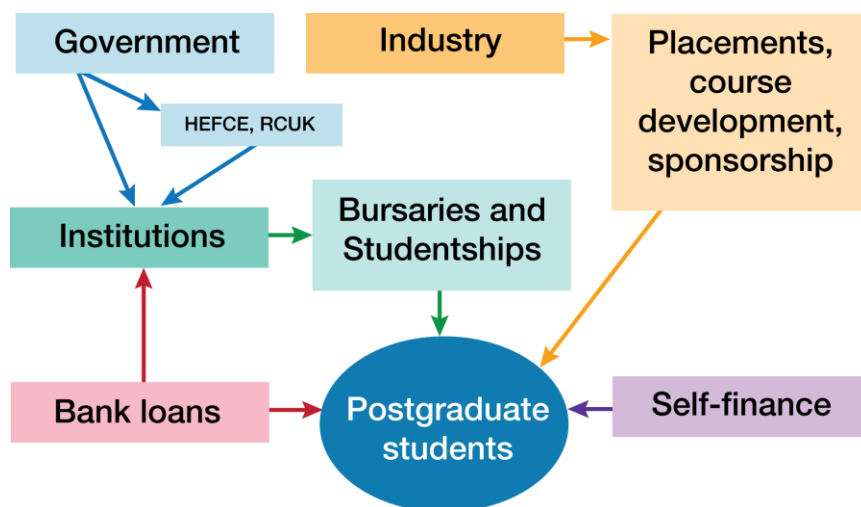 Government
Industry
Placements,
course
development,
sponsorship
HEFCE, RCUK
Institutions
Bursaries and
Studentships
Bank loans
Postgraduate
students
Self-finance